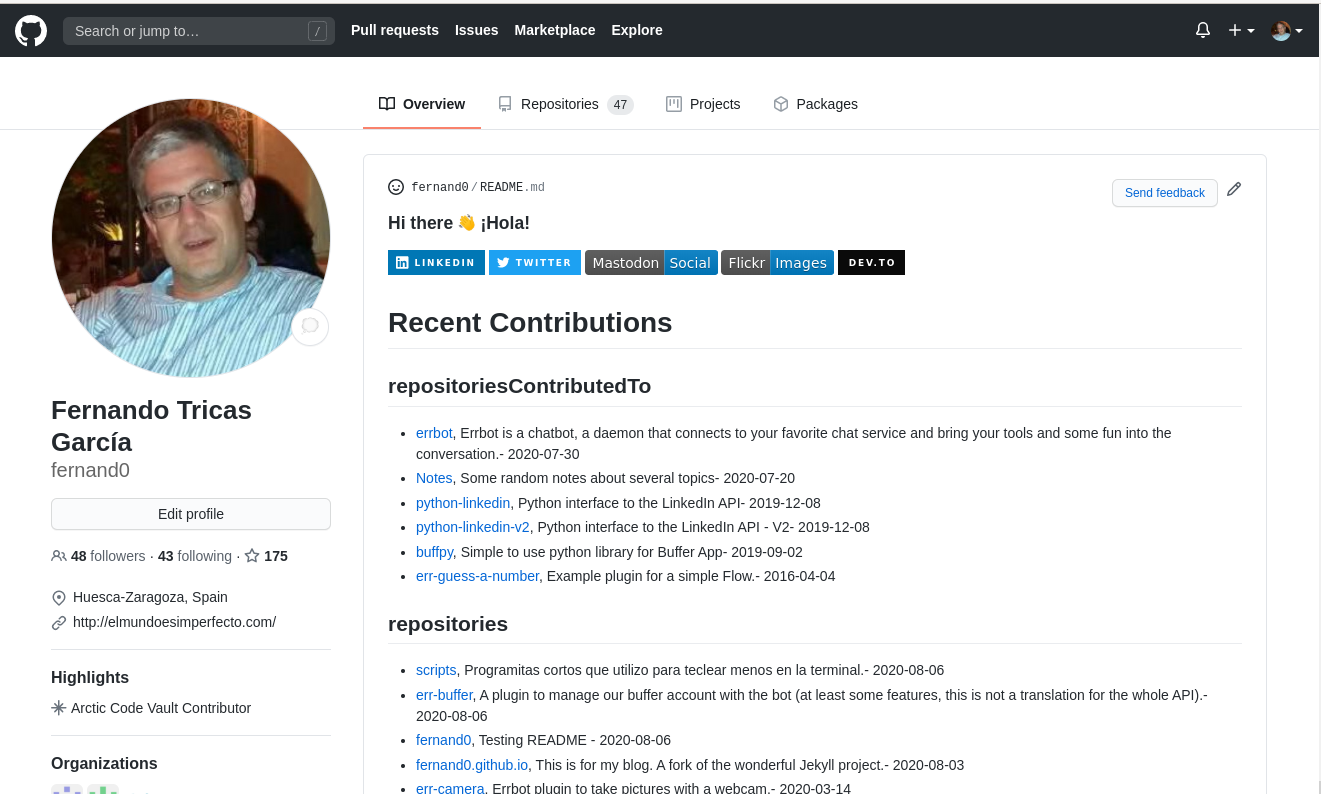 Search or jump to…
/
Pull requests
Issues
Marketplace
Explore
Overview
Repositories 47
Projects
Packages
Fernando Tricas
García
fernand0
Edit profile
48 followers · 43 following · 175
Huesca-Zaragoza, Spain
http://elmundoesimperfecto.com/
Highlights
Arctic Code Vault Contributor
Organizations
fernand0/README.md
Send feedback
Hi there 👋 ¡Hola!
LINKEDIN TWITTER Mastodon Social Flickr Images DEV.TO
Recent Contributions
repositoriesContributedTo
• errbot, Errbot is a chatbot, a daemon that connects to your favorite chat service and bring your tools and some fun into the
conversation.- 2020-07-30
• Notes, Some random notes about several topics- 2020-07-20
• python-linkedin, Python interface to the LinkedIn API- 2019-12-08
• python-linkedin-v2, Python interface to the LinkedIn API - V2- 2019-12-08
• buffpy, Simple to use python library for Buffer App- 2019-09-02
• err-guess-a-number, Example plugin for a simple Flow.- 2016-04-04
repositories
• scripts, Programitas cortos que utilizo para teclear menos en la terminal.- 2020-08-06
• err-buffer, A plugin to manage our buffer account with the bot (at least some features, this is not a translation for the whole API).-
2020-08-06
• fernand0, Testing README - 2020-08-06
• fernand0.github.io, This is for my blog. A fork of the wonderful Jekyll project.- 2020-08-03
• err-camera, Errbot plugin to take pictures with a webcam.- 2020-03-14